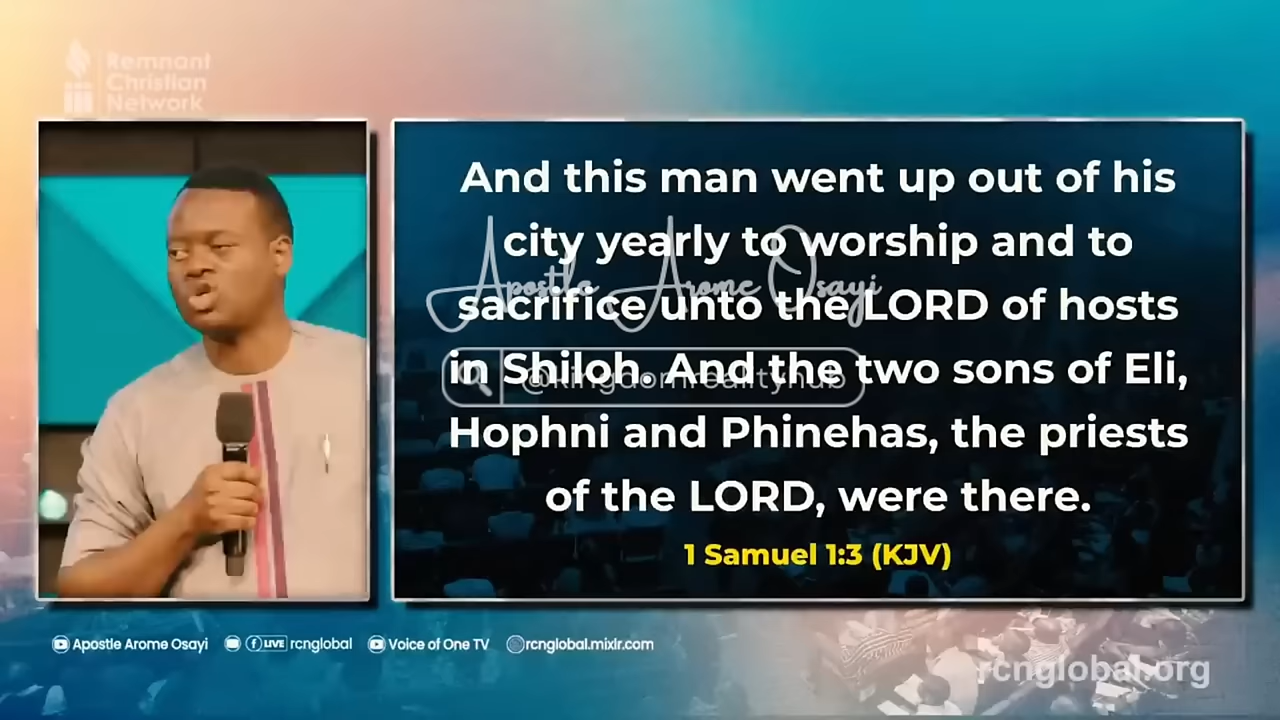 Remnant
Christian
Network
And this man went up out of his
city yearly to worship and to
sacrifice unto the LORD of hosts
in Shiloh. And the two sons of Eli,
Hophni and Phinehas, the priests
of the LORD, were there.
1 Samuel 1:3 (KJV)
Apostle Arome Osayi
@kingdomrealityhub
Apostle Arome Osayi
f LIVE rcnglobal
Voice of One TV
rcnglobal.mixlr.com
rcnglobal.org